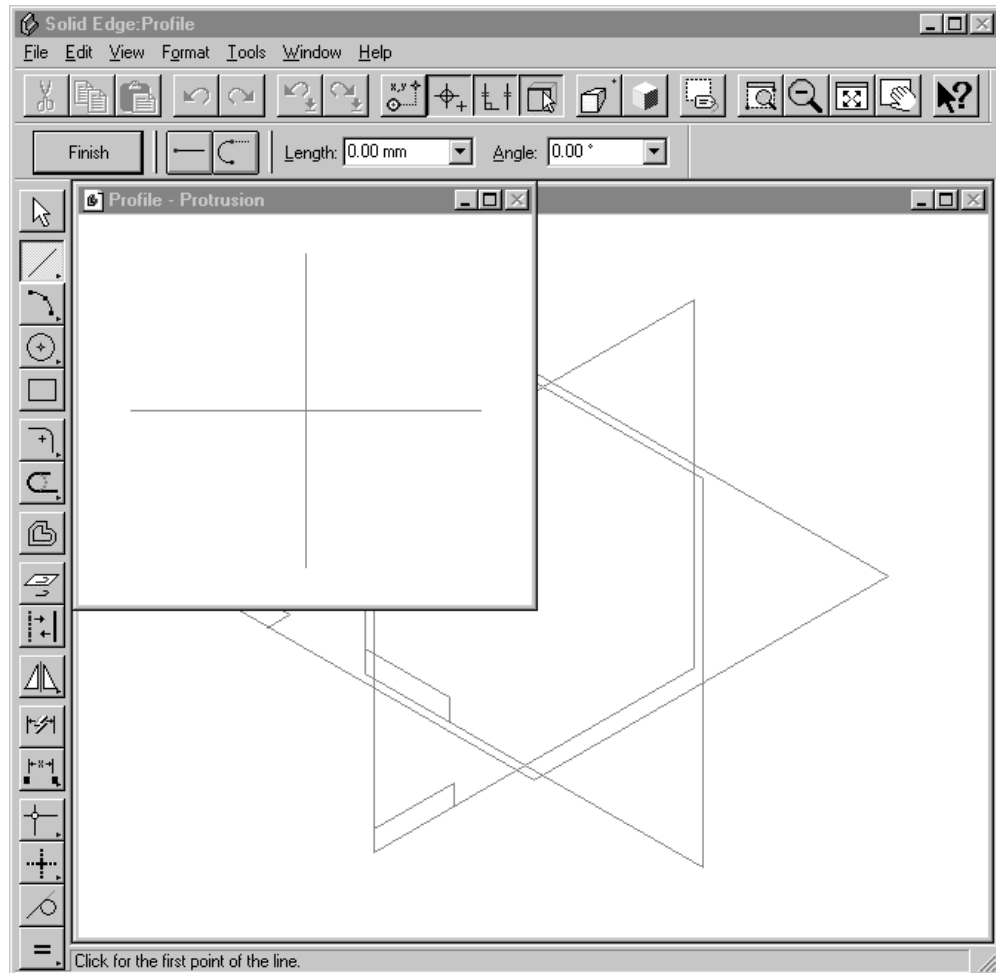 Solid Edge:Profile
File Edit View Format Tools Window Help
x,y
Finish Length: 0.00 mm Angle: 0.00 °
Profile - Protrusion
Click for the first point of the line.